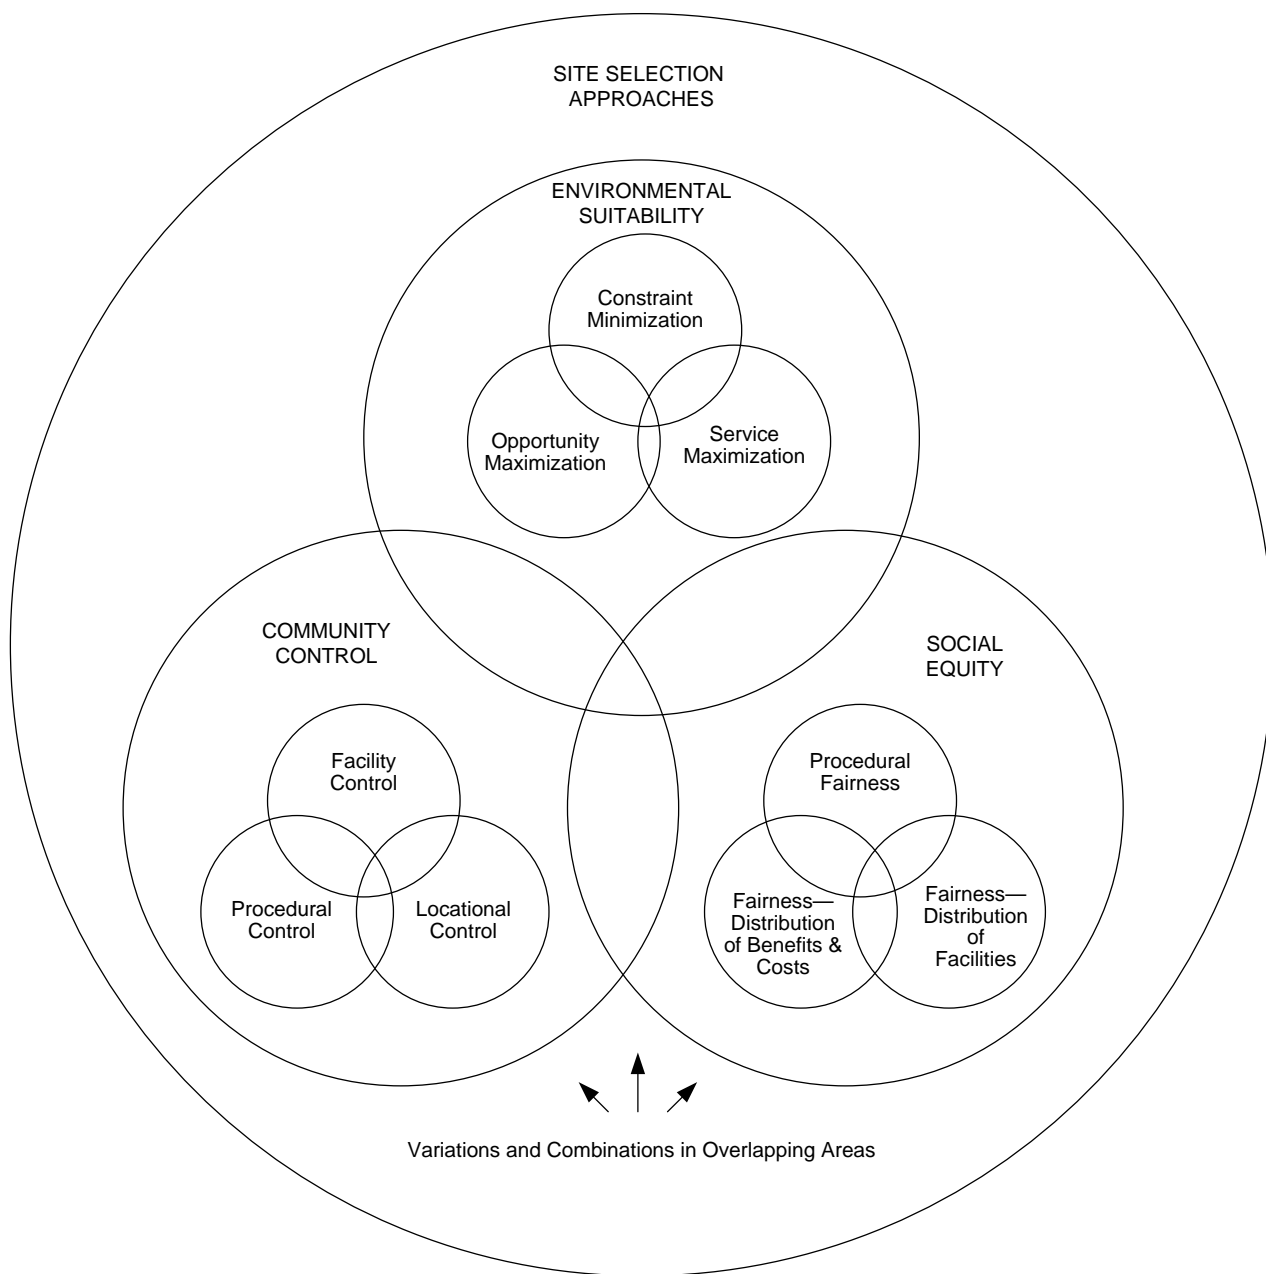 SITE SELECTION
APPROACHES
ENVIRONMENTAL
SUITABILITY
Constraint
Minimization
Opportunity
Maximization
Service
Maximization
COMMUNITY
CONTROL
Facility
Control
Procedural
Control
Locational
Control
SOCIAL
EQUITY
Procedural
Fairness
Fairness—
Distribution
of Benefits &
Costs
Fairness—
Distribution
of
Facilities
Variations and Combinations in Overlapping Areas